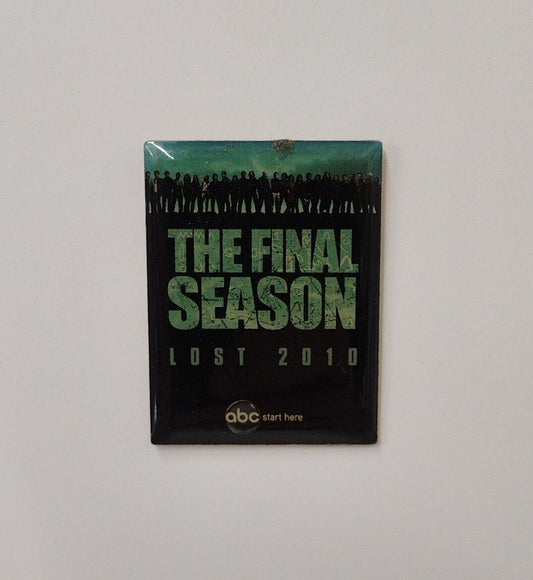 THE FINAL
SEASON
LOST 2010
abc start here